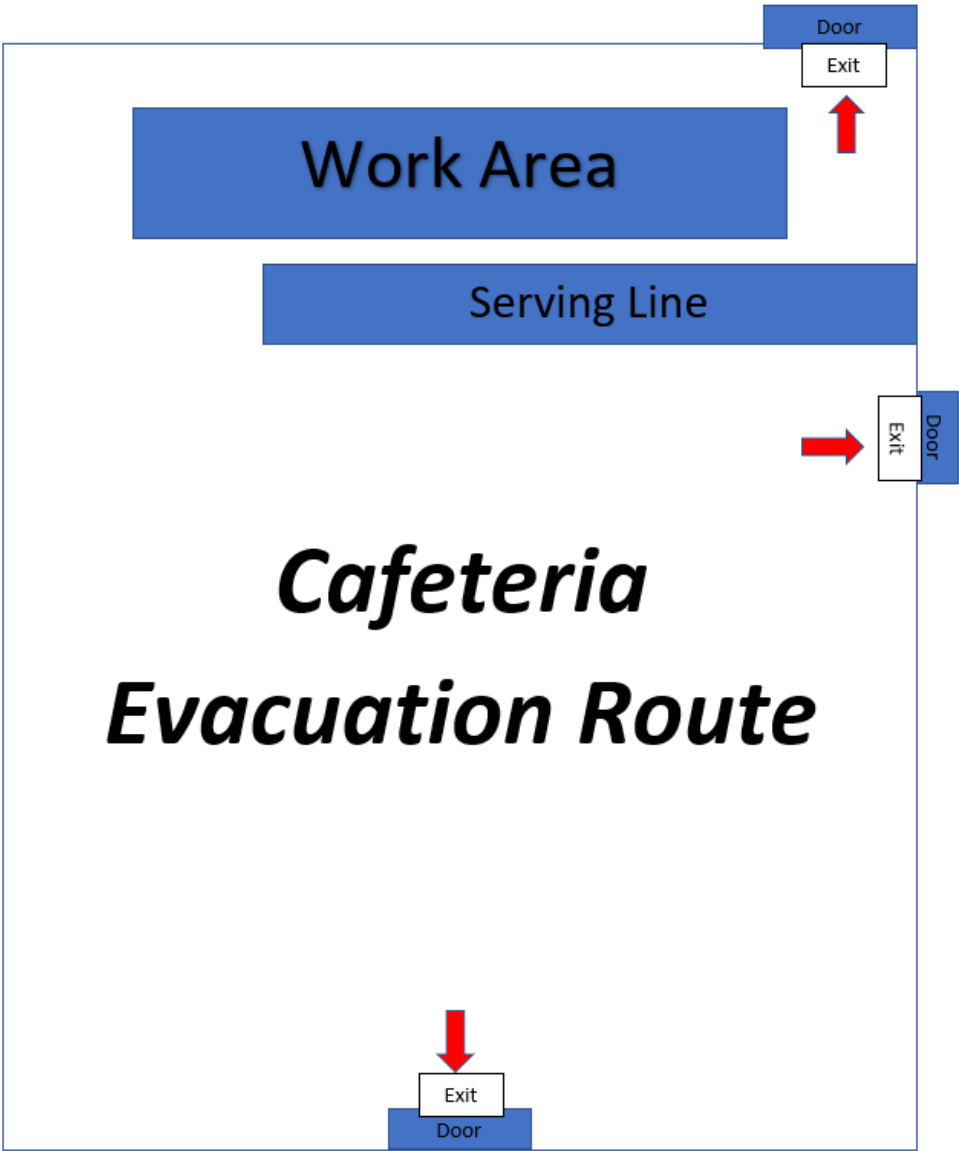 Door
Exit
Work Area
Serving Line
Exit
Door
Cafeteria
Evacuation Route
Exit
Door